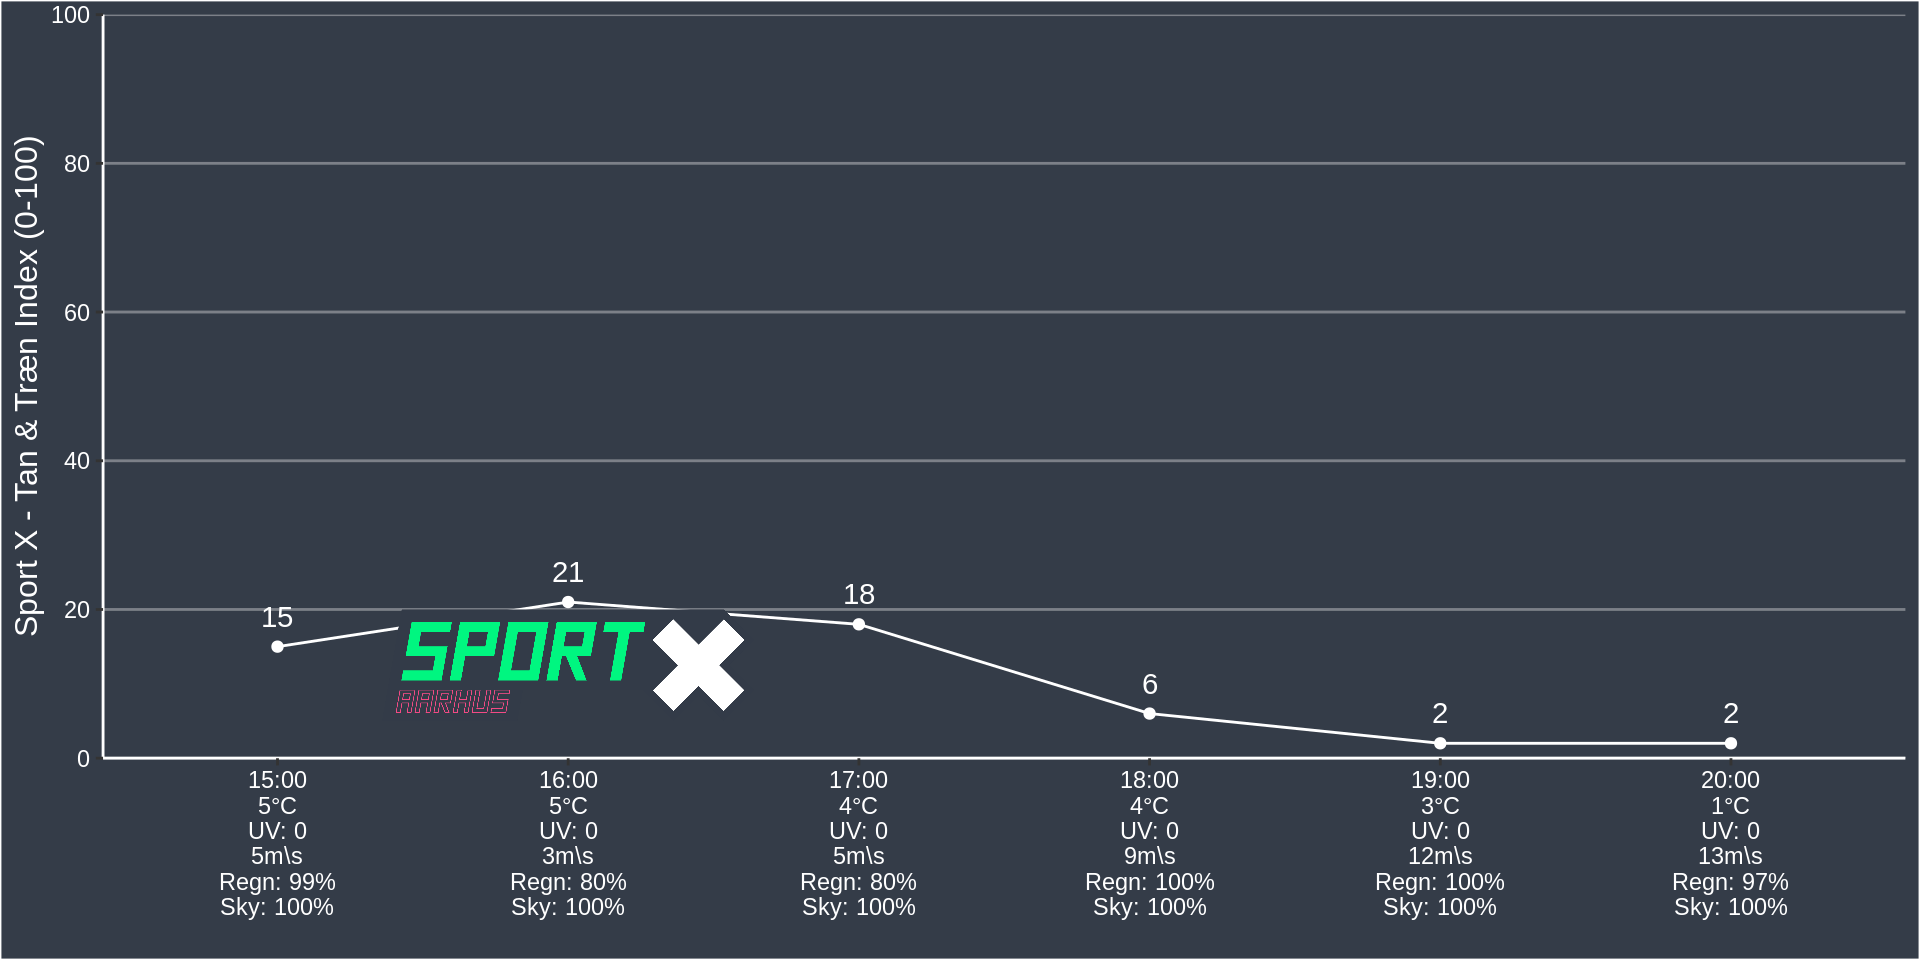 Sport X - Tan & Træn Index (0-100)
100
80
60
40
20
0
15
21
18
6
2
2
SPORT X
AARHUS
15:00
5°C
UV: 0
5m\s
Regn: 99%
Sky: 100%
16:00
5°C
UV: 0
3m\s
Regn: 80%
Sky: 100%
17:00
4°C
UV: 0
5m\s
Regn: 80%
Sky: 100%
18:00
4°C
UV: 0
9m\s
Regn: 100%
Sky: 100%
19:00
3°C
UV: 0
12m\s
Regn: 100%
Sky: 100%
20:00
1°C
UV: 0
13m\s
Regn: 97%
Sky: 100%